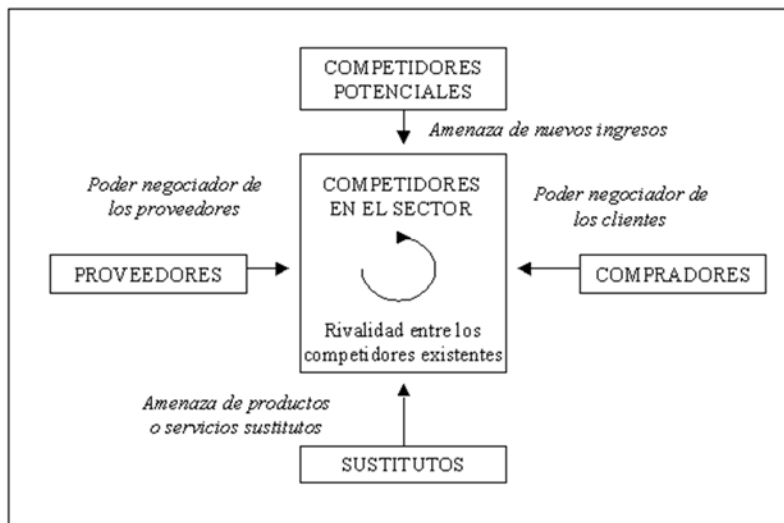 COMPETIDORES
POTENCIALES
Amenaza de nuevos ingresos
Poder negociador de
los proveedores
COMPETIDORES
EN EL SECTOR
Poder negociador de
los clientes
PROVEEDORES
COMPRADORES
Rivalidad entre los
competidores existentes
Amenaza de productos
o servicios sustitutos
SUSTITUTOS